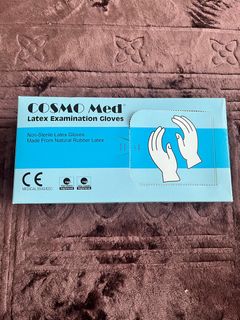 COSMO Med
Latex Examination Gloves
Non-Sterile Latex Gloves
Made From Natural Rubber Latex
CE